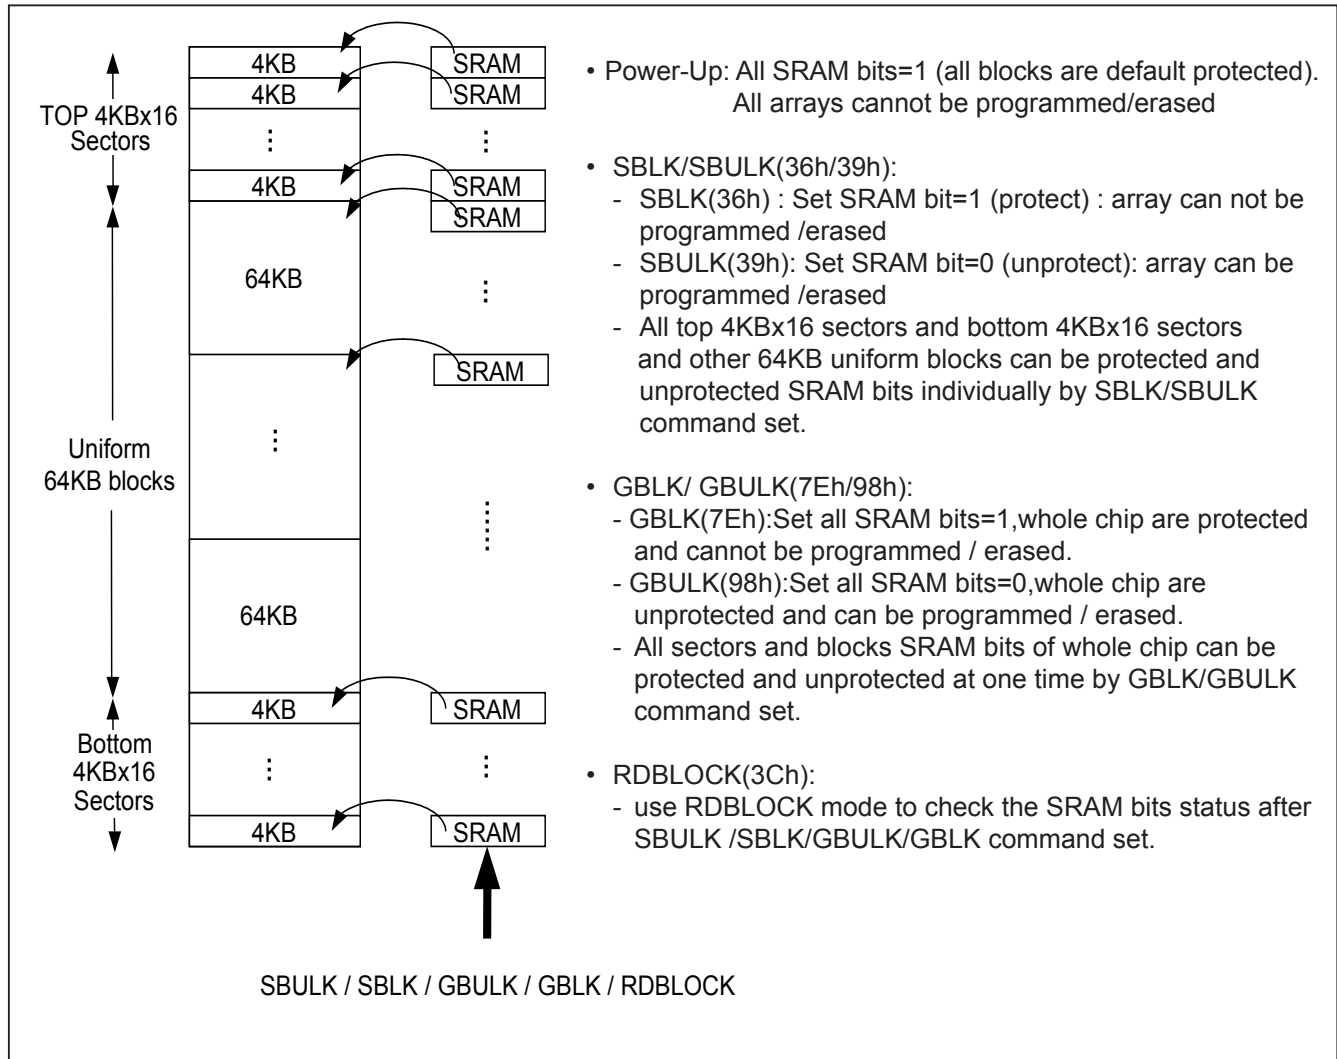 4KB
SRAM
4KB
SRAM
TOP 4KBx16
Sectors
⋮
⋮
4KB
SRAM
SRAM
64KB
⋮
SRAM
Uniform
64KB blocks
⋮
⋮
64KB
4KB
SRAM
Bottom
4KBx16
Sectors
⋮
⋮
4KB
SRAM
SBULK / SBLK / GBULK / GBLK / RDBLOCK
• Power-Up: All SRAM bits=1 (all blocks are default protected).
All arrays cannot be programmed/erased
• SBLK/SBULK(36h/39h):
- SBLK(36h) : Set SRAM bit=1 (protect) : array can not be
programmed /erased
- SBULK(39h): Set SRAM bit=0 (unprotect): array can be
programmed /erased
- All top 4KBx16 sectors and bottom 4KBx16 sectors
and other 64KB uniform blocks can be protected and
unprotected SRAM bits individually by SBLK/SBULK
command set.
• GBLK/ GBULK(7Eh/98h):
- GBLK(7Eh):Set all SRAM bits=1,whole chip are protected
and cannot be programmed / erased.
- GBULK(98h):Set all SRAM bits=0,whole chip are
unprotected and can be programmed / erased.
- All sectors and blocks SRAM bits of whole chip can be
protected and unprotected at one time by GBLK/GBULK
command set.
• RDBLOCK(3Ch):
- use RDBLOCK mode to check the SRAM bits status after
SBULK /SBLK/GBULK/GBLK command set.